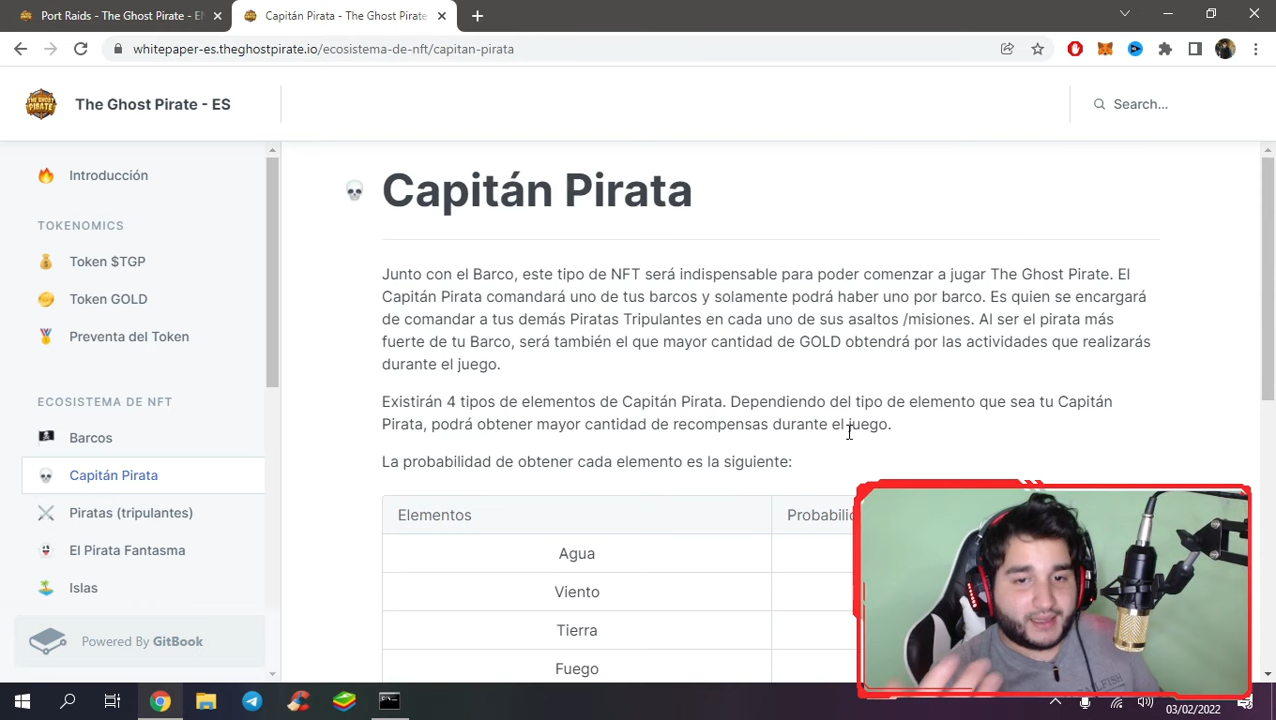 Port Raids - The Ghost Pirate - E
Capitán Pirata - The Ghost Pirate
whitepaper-es.theghostpirate.io/ecosistema-de-nft/capitan-pirata
The Ghost Pirate - ES
Search...
Introducción
TOKENOMICS
Token $TGP
Token GOLD
Preventa del Token
ECOSISTEMA DE NFT
Barcos
Capitán Pirata
Piratas (tripulantes)
El Pirata Fantasma
Islas
Powered By GitBook
Capitán Pirata
Junto con el Barco, este tipo de NFT será indispensable para poder comenzar a jugar The Ghost Pirate. El
Capitán Pirata comandará uno de tus barcos y solamente podrá haber uno por barco. Es quien se encargará
de comandar a tus demás Piratas Tripulantes en cada uno de sus asaltos /misiones. Al ser el pirata más
fuerte de tu Barco, será también el que mayor cantidad de GOLD obtendrá por las actividades que realizarás
durante el juego.
Existirán 4 tipos de elementos de Capitán Pirata. Dependiendo del tipo de elemento que sea tu Capitán
Pirata, podrá obtener mayor cantidad de recompensas durante el juego.
La probabilidad de obtener cada elemento es la siguiente:
Elementos Probabilid
Agua
Viento
Tierra
Fuego
03/02/2022